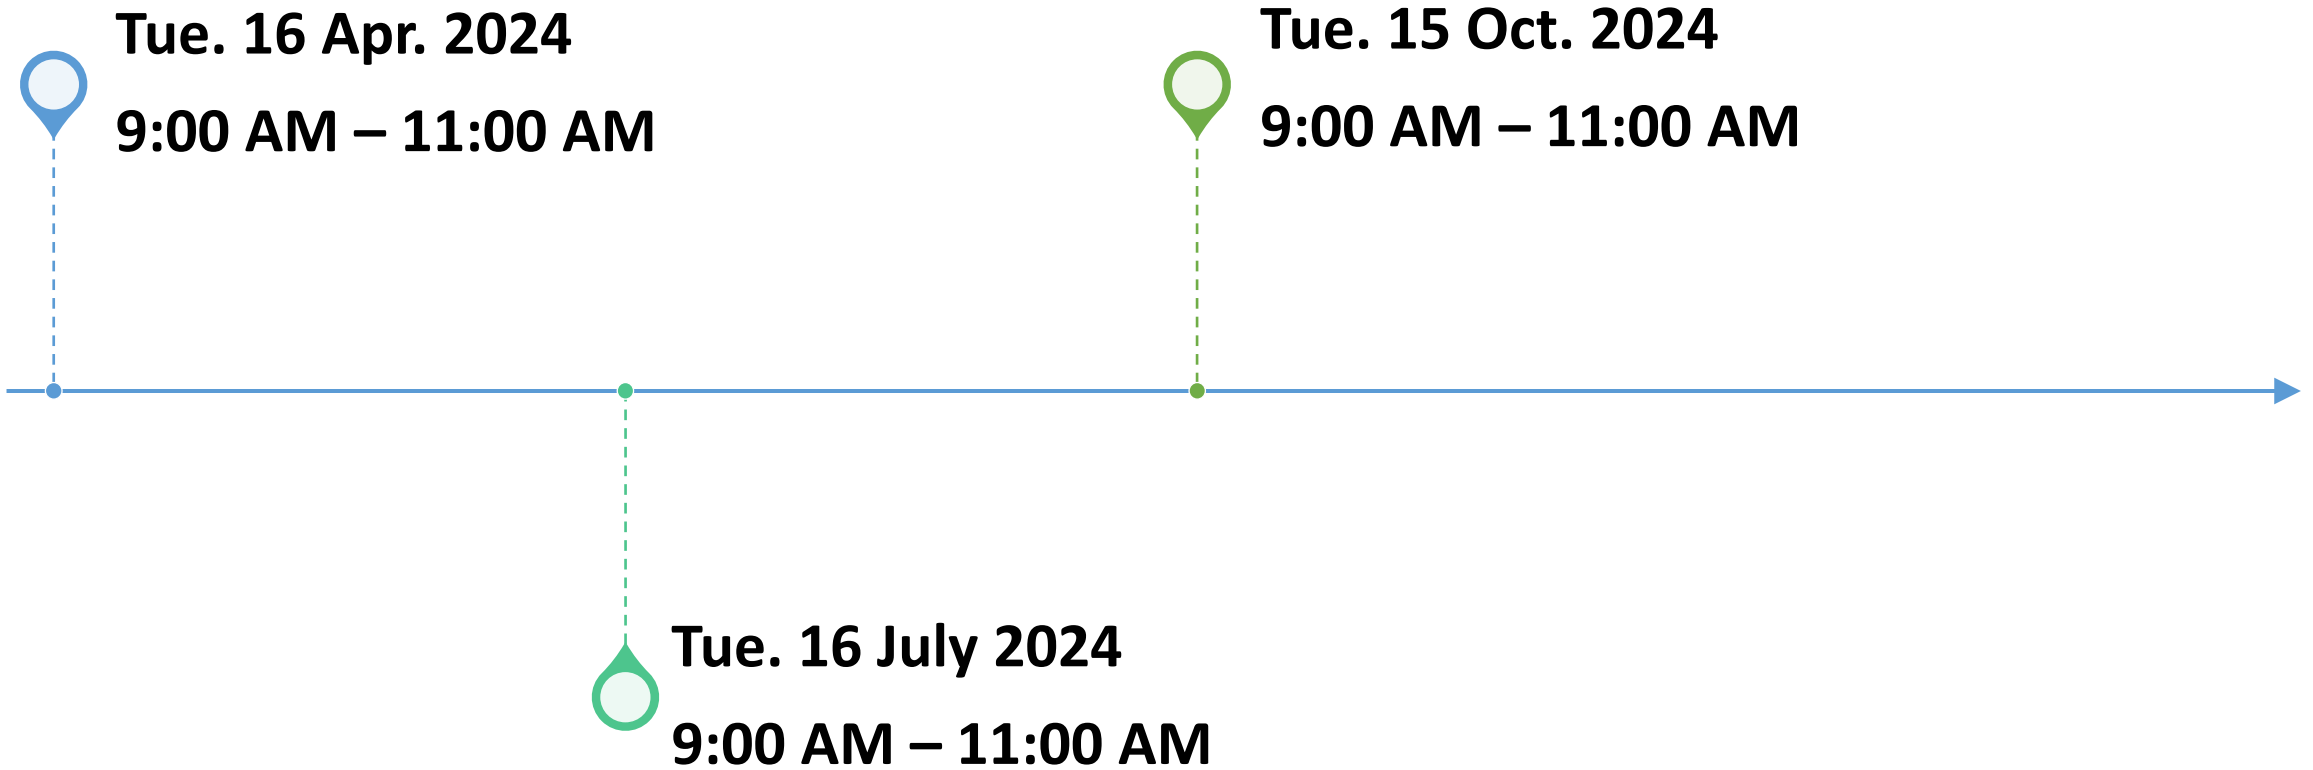 Tue. 16 Apr. 2024
9:00 AM – 11:00 AM
Tue. 15 Oct. 2024
9:00 AM – 11:00 AM
Tue. 16 July 2024
9:00 AM – 11:00 AM